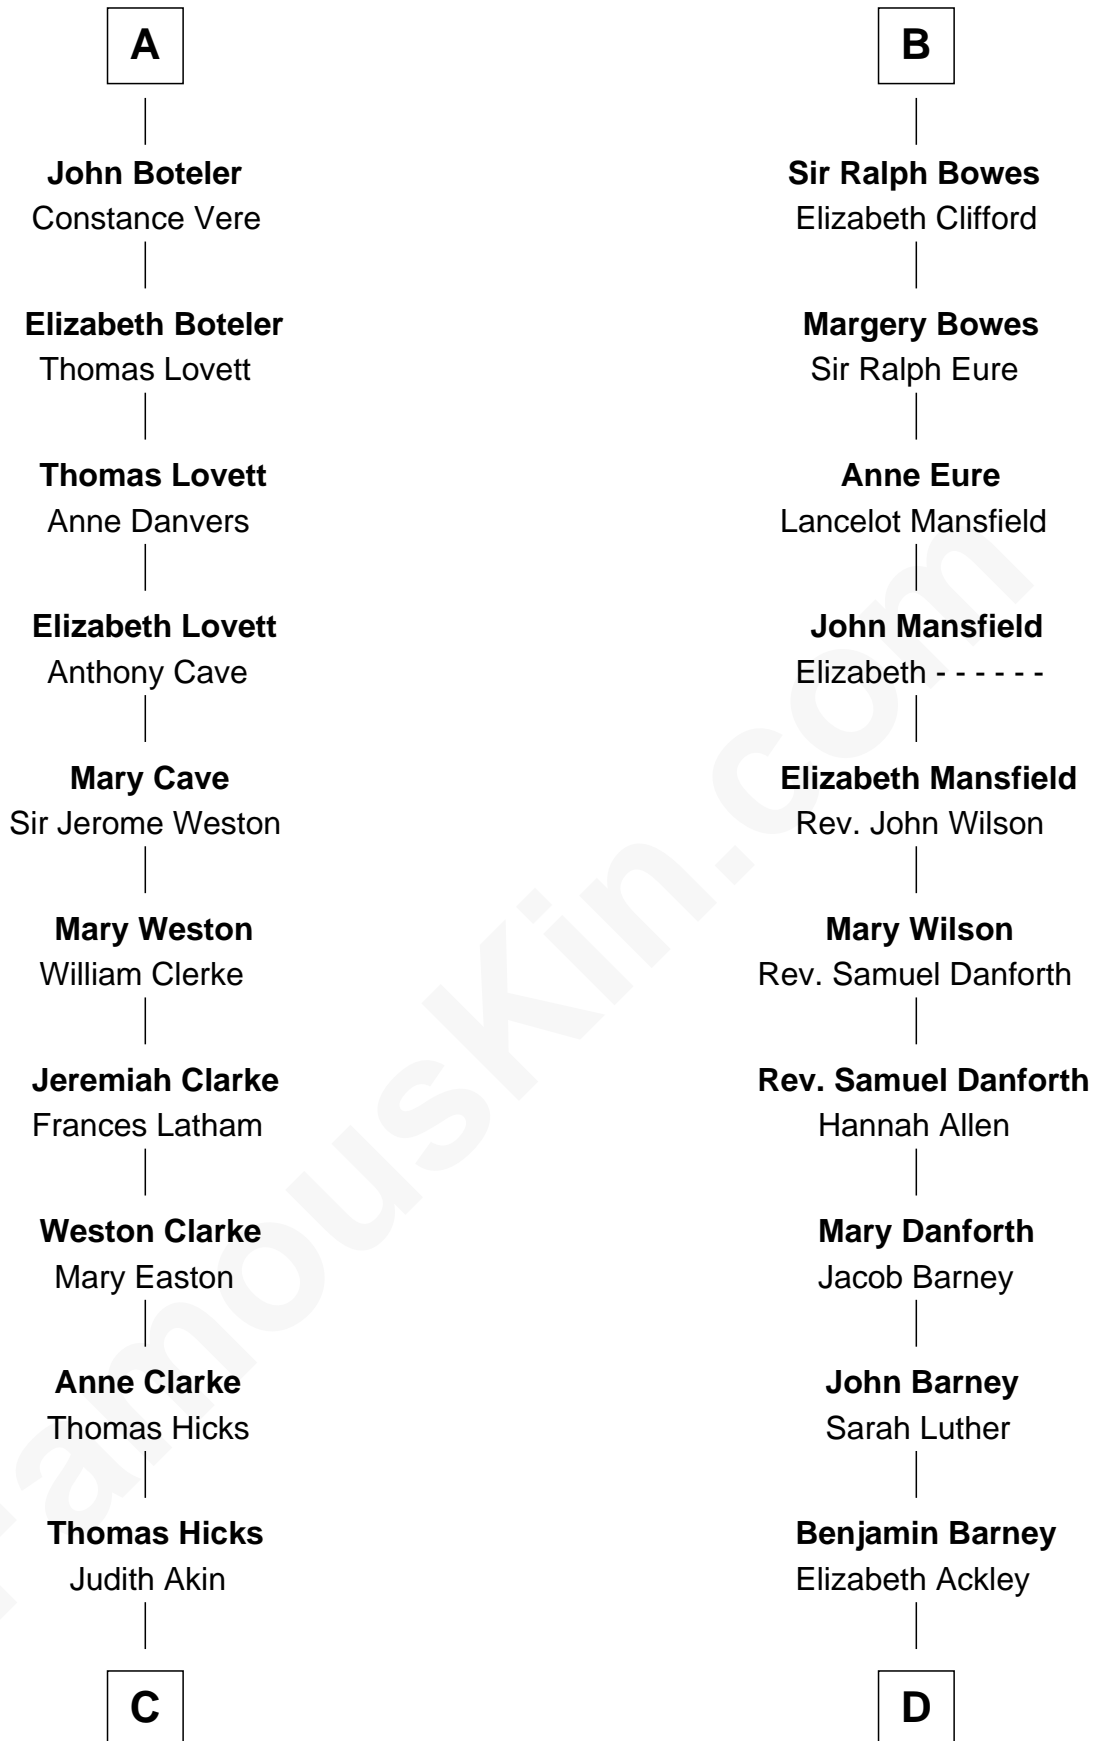 A
John Boteler
Constance Vere
Elizabeth Boteler
Thomas Lovett
Thomas Lovett
Anne Danvers
Elizabeth Lovett
Anthony Cave
Mary Cave
Sir Jerome Weston
Mary Weston
William Clerke
Jeremiah Clarke
Frances Latham
Weston Clarke
Mary Easton
Anne Clarke
Thomas Hicks
Thomas Hicks
Judith Akin
C
B
Sir Ralph Bowes
Elizabeth Clifford
Margery Bowes
Sir Ralph Eure
Anne Eure
Lancelot Mansfield
John Mansfield
Elizabeth - - - - - -
Elizabeth Mansfield
Rev. John Wilson
Mary Wilson
Rev. Samuel Danforth
Rev. Samuel Danforth
Hannah Allen
Mary Danforth
Jacob Barney
John Barney
Sarah Luther
Benjamin Barney
Elizabeth Ackley
D
FamousKin.com